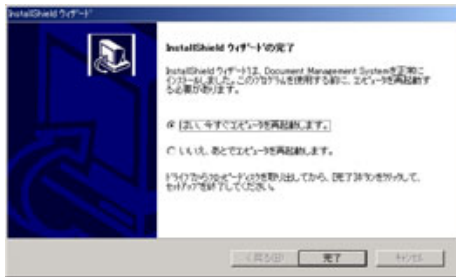 InstallShield ウィザード
InstallShield ウィザードの完了
InstallShield ウィザードは、Document Management Systemを正常に
インストールしました。このプログラムを使用する前に、コンピュータを再起動す
る必要があります。
はい、今すぐコンピュータを再起動します。
いいえ、あとでコンピュータを再起動します。
ドライブからフロッピーディスクを取り出してから、[完了]ボタンをクリックして、
セットアップを終了してください。
< 戻る(B)
完了
キャンセル